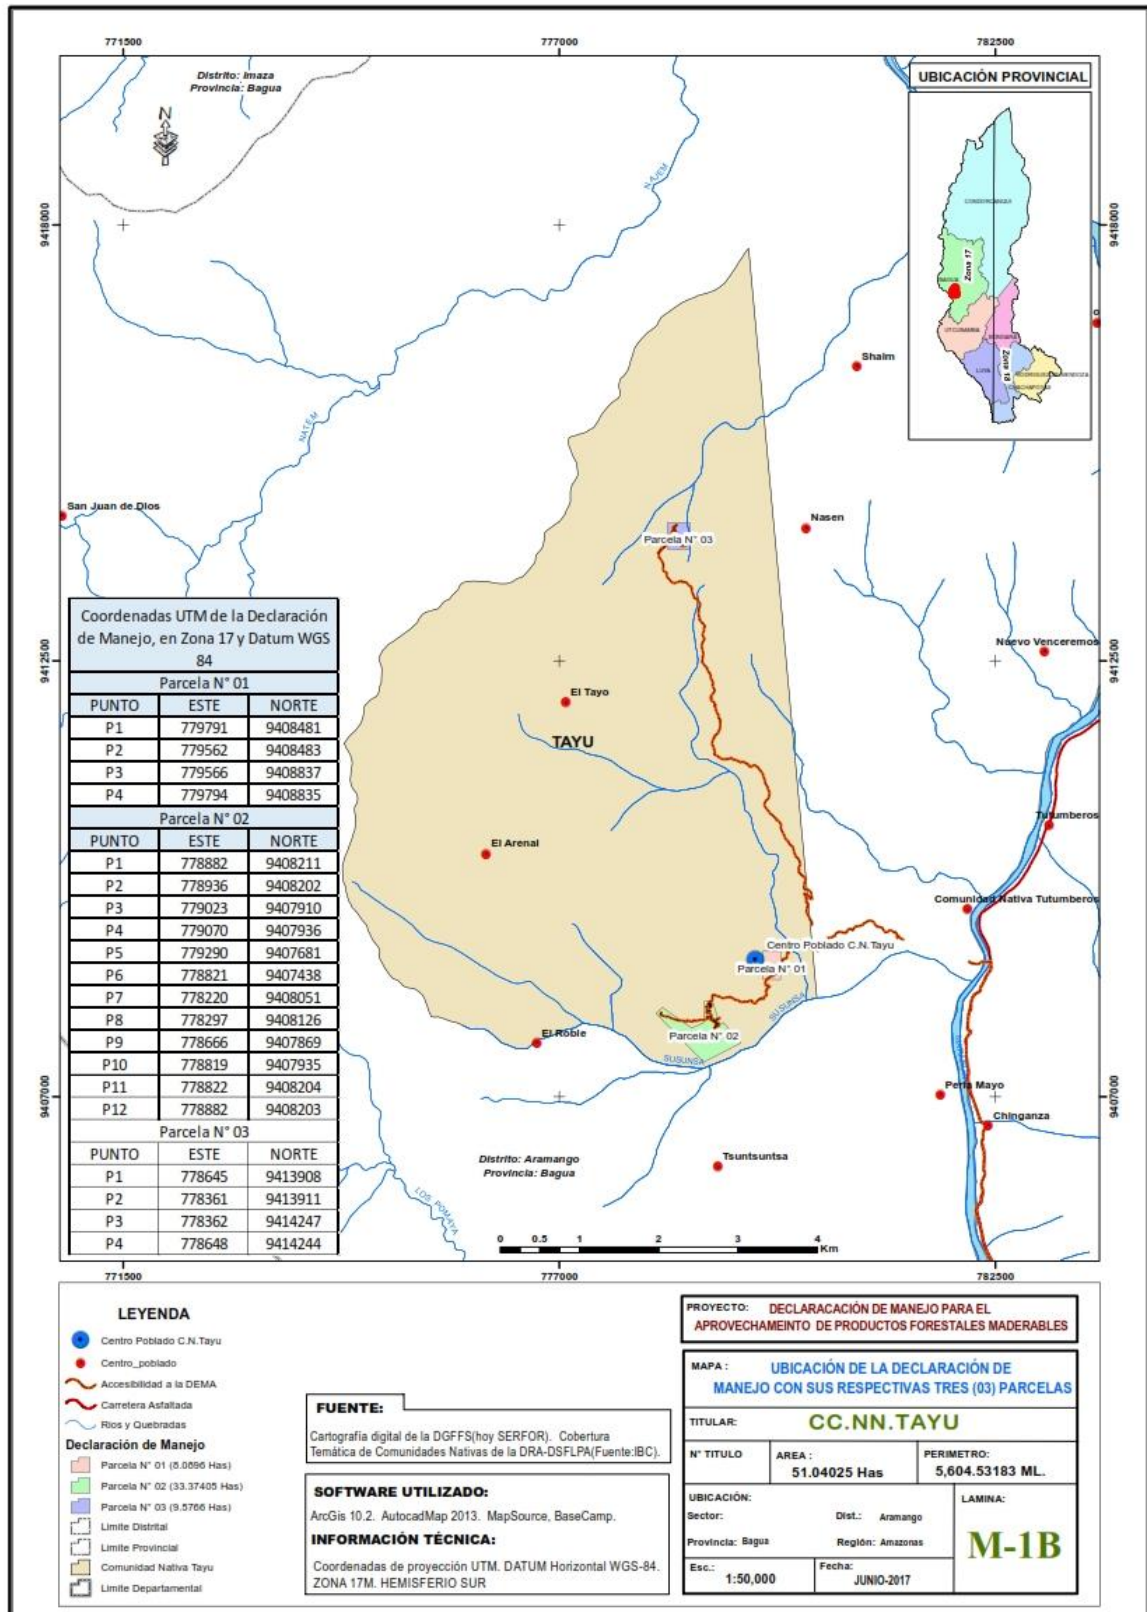 771500
777000
782500
Distrito: Imaza
Provincia: Bagua
N
UBICACIÓN PROVINCIAL
CONDORCANQUI
Zona 17
BAGUA
UTCUBAMBA
BONGARA
LUYA
Zona 18
CHACHAPOYAS
9418000
9418000
NAJEM
Shaim
NATEM
San Juan de Dios
Nasen
Parcela N° 03
Coordenadas UTM de la Declaración
de Manejo, en Zona 17 y Datum WGS
84
Parcela N° 01
PUNTO ESTE NORTE
P1 779791 9408481
P2 779562 9408483
P3 779566 9408837
P4 779794 9408835
Parcela N° 02
PUNTO ESTE NORTE
P1 778882 9408211
P2 778936 9408202
P3 779023 9407910
P4 779070 9407936
P5 779290 9407681
P6 778821 9407438
P7 778220 9408051
P8 778297 9408126
P9 778666 9407869
P10 778819 9407935
P11 778822 9408204
P12 778882 9408203
Parcela N° 03
PUNTO ESTE NORTE
P1 778645 9413908
P2 778361 9413911
P3 778362 9414247
P4 778648 9414244
9412500
9412500
Nuevo Venceremos
El Tayo
TAYU
Tutumberos
El Arenal
Comunidad Nativa Tutumberos
Centro Poblado C.N.Tayu
Parcela N° 01
SUSUNSA
El Roble
Parcela N° 02
SUSUNSA
9407000
9407000
Perla Mayo
Chinganza
Distrito: Aramango
Provincia: Bagua
Tsuntsuntsa
LOS POMAYA
0 0.5 1 2 3 4
Km
771500
777000
782500
LEYENDA
Centro Poblado C.N.Tayu
Centro_poblado
Accesibilidad a la DEMA
Carretera Asfaltada
Rios y Quebradas
Declaración de Manejo
Parcela N° 01 (8.0896 Has)
Parcela N° 02 (33.37405 Has)
Parcela N° 03 (9.5766 Has)
Limite Distrital
Limite Provincial
Comunidad Nativa Tayu
Limite Departamental
FUENTE:
Cartografía digital de la DGFFS(hoy SERFOR). Cobertura
Temática de Comunidades Nativas de la DRA-DSFLPA(Fuente:IBC).
SOFTWARE UTILIZADO:
ArcGis 10.2. AutocadMap 2013. MapSource, BaseCamp.
INFORMACIÓN TÉCNICA:
Coordenadas de proyección UTM. DATUM Horizontal WGS-84.
ZONA 17M. HEMISFERIO SUR
PROYECTO: DECLARACACIÓN DE MANEJO PARA EL
APROVECHAMEINTO DE PRODUCTOS FORESTALES MADERABLES
MAPA : UBICACIÓN DE LA DECLARACIÓN DE
MANEJO CON SUS RESPECTIVAS TRES (03) PARCELAS
TITULAR: CC.NN.TAYU
N° TITULO
AREA :
51.04025 Has
PERIMETRO:
5,604.53183 ML.
UBICACIÓN:
Sector: Dist.: Aramango
Provincia: Bagua Región: Amazonas
LAMINA:
M-1B
Esc.:
1:50,000
Fecha:
JUNIO-2017